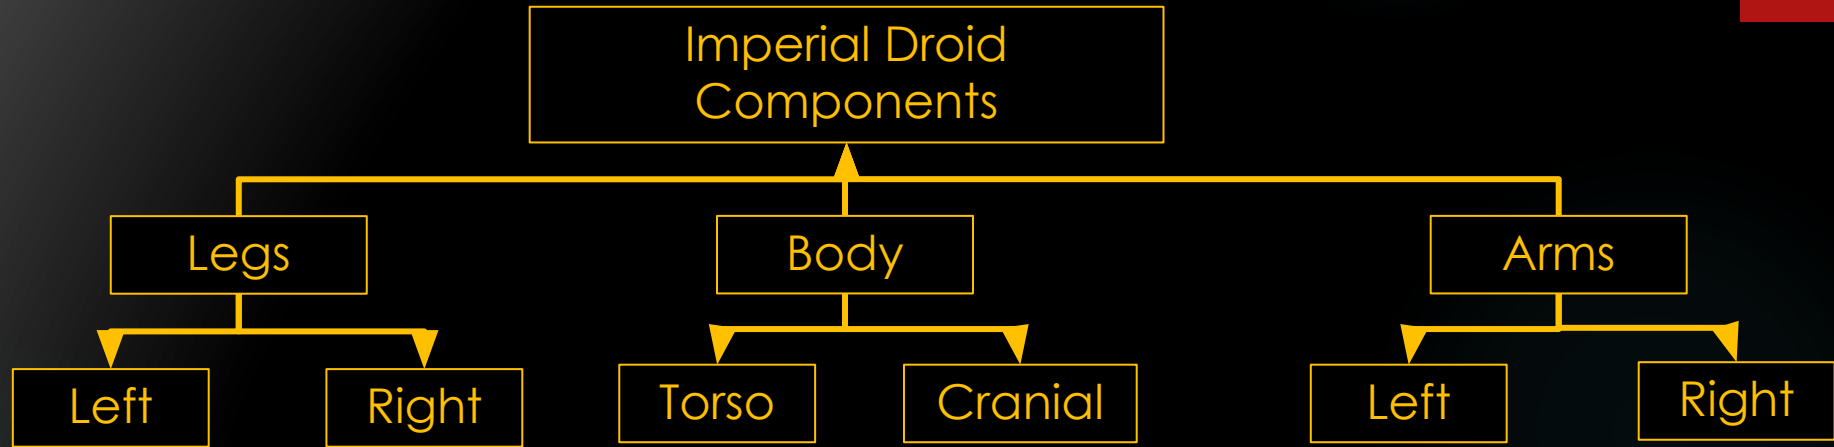 Imperial Droid
Components
Legs
Body
Arms
Left
Right
Torso
Cranial
Left
Right